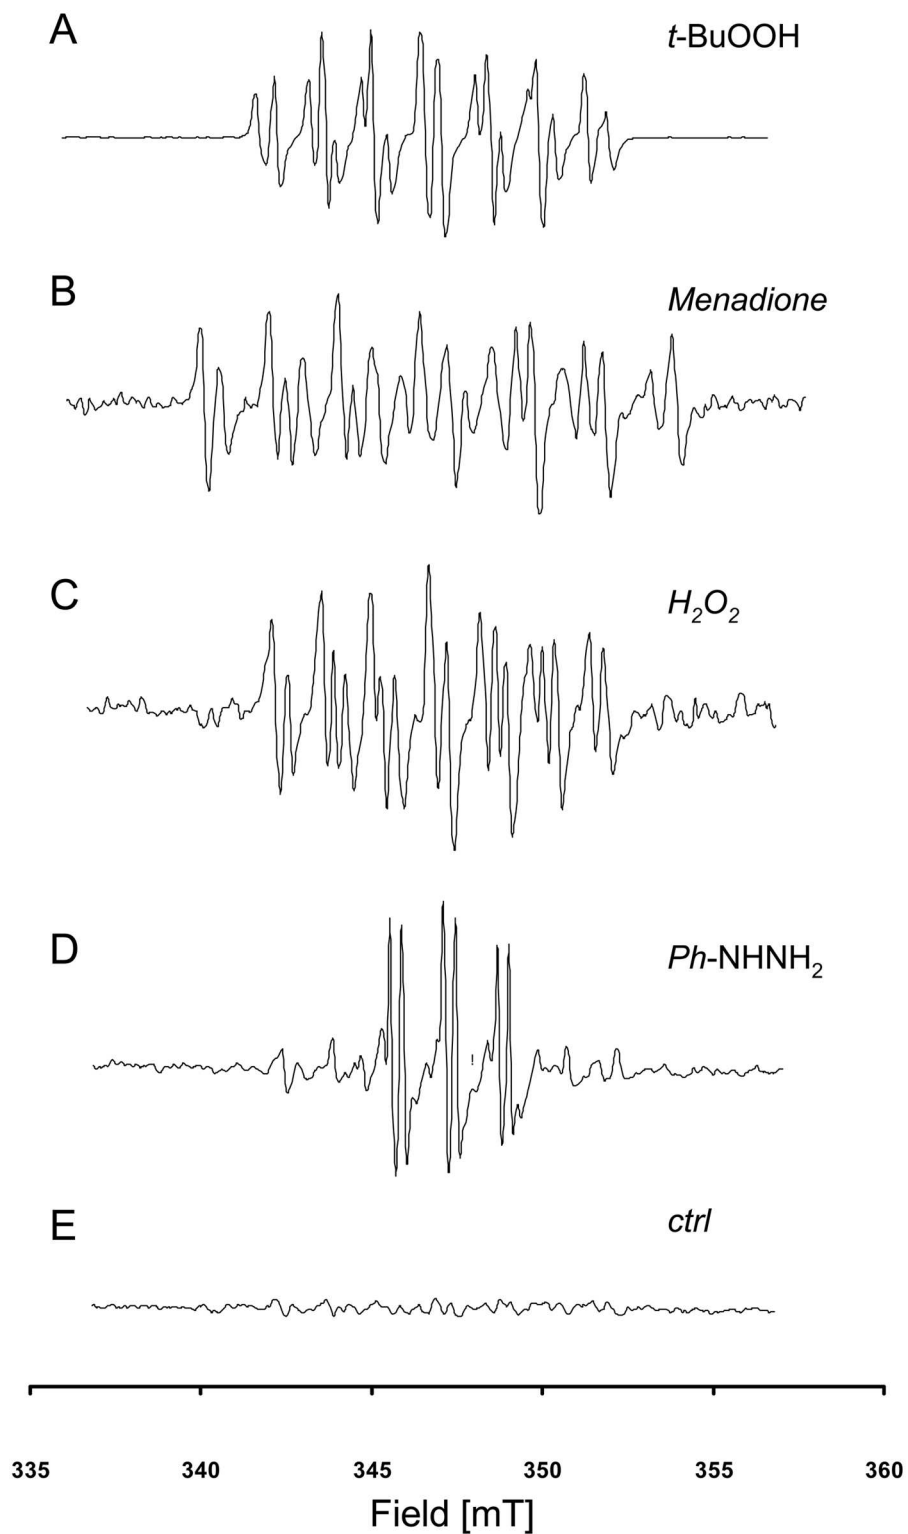 A
t-BuOOH
B
Menadione
C
H2O2
D
Ph-NHNH2
!
E
ctrl
335 340 345 350 355 360
Field [mT]